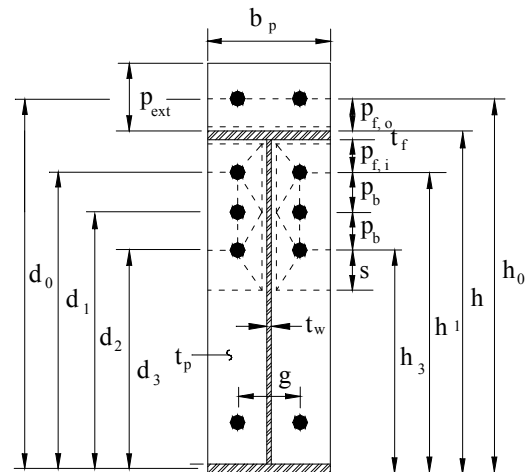 b p
p ext
p f, o
t f
p f, i
p b
p b
s
d 0
d 1
d 2
d 3
t p
t w
g
h 3
h 1
h
h 0